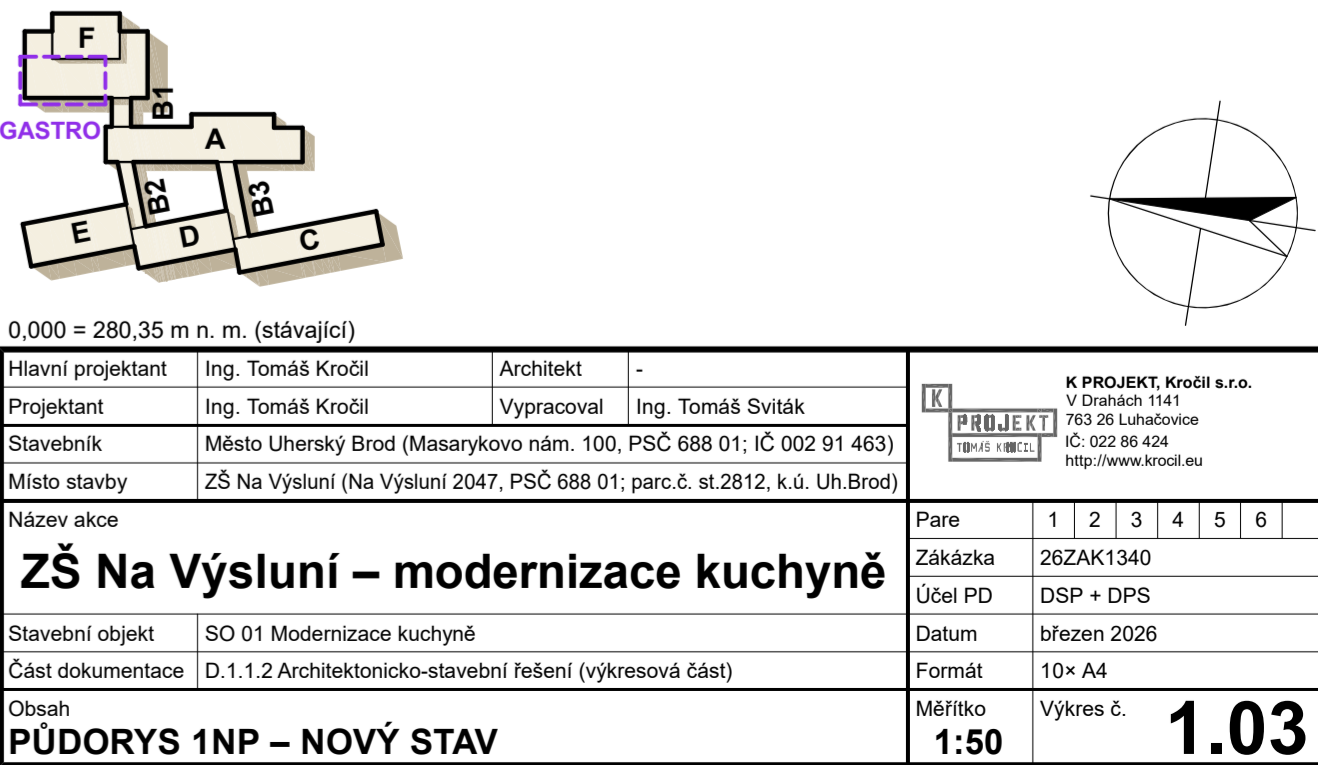 F
B1
GASTRO
A
B2
B3
E
D
C
0,000 = 280,35 m n. m. (stávající)
Hlavní projektant Ing. Tomáš Kročil Architekt -
Projektant Ing. Tomáš Kročil Vypracoval Ing. Tomáš Sviták
Stavebník Město Uherský Brod (Masarykovo nám. 100, PSČ 688 01; IČ 002 91 463)
Místo stavby ZŠ Na Výsluní (Na Výsluní 2047, PSČ 688 01; parc.č. st.2812, k.ú. Uh.Brod)
K
PROJEKT
TOMÁŠ KROČIL
K PROJEKT, Kročil s.r.o.
V Drahách 1141
763 26 Luhačovice
IČ: 022 86 424
http://www.krocil.eu
Název akce
ZŠ Na Výsluní – modernizace kuchyně
Pare 1 2 3 4 5 6
Zákázka 26ZAK1340
Účel PD DSP + DPS
Stavební objekt SO 01 Modernizace kuchyně
Datum březen 2026
Část dokumentace D.1.1.2 Architektonicko-stavební řešení (výkresová část)
Formát 10× A4
Obsah
PŮDORYS 1NP – NOVÝ STAV
Měřítko
1:50
Výkres č. 1.03